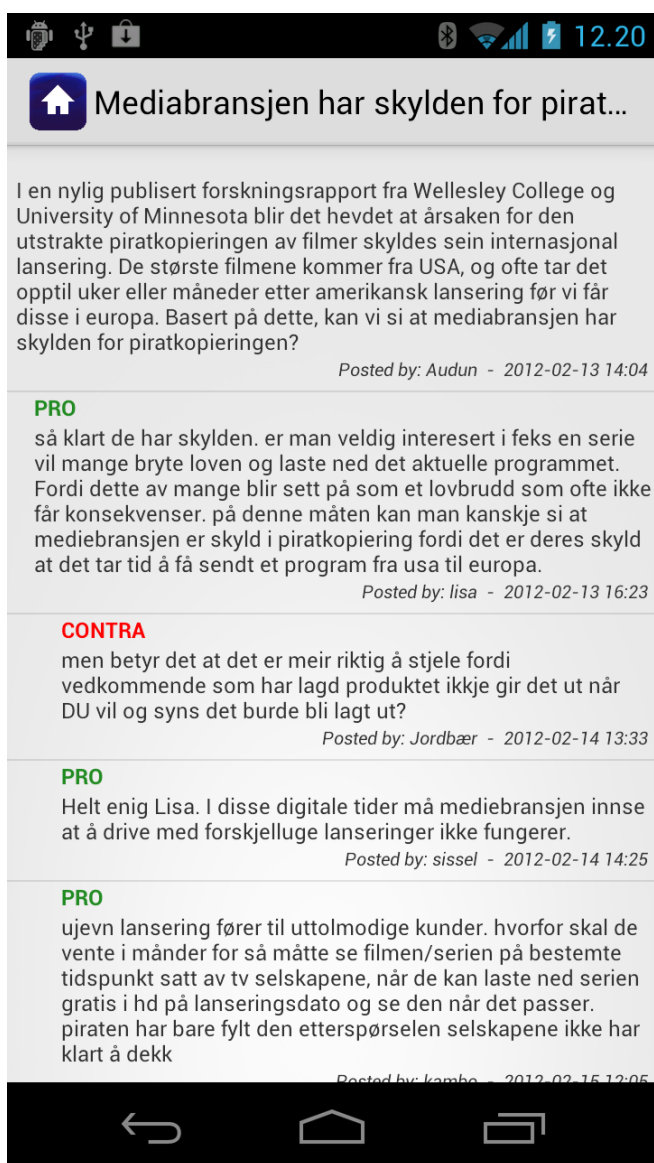 12.20
Mediabransjen har skylden for pirat...
I en nylig publisert forskningsrapport fra Wellesley College og
University of Minnesota blir det hevdet at årsaken for den
utstrakte piratkopieringen av filmer skyldes sein internasjonal
lansering. De største filmene kommer fra USA, og ofte tar det
opptil uker eller måneder etter amerikansk lansering før vi får
disse i europa. Basert på dette, kan vi si at mediabransjen har
skylden for piratkopieringen?
Posted by: Audun - 2012-02-13 14:04
PRO
så klart de har skylden. er man veldig interesert i feks en serie
vil mange bryte loven og laste ned det aktuelle programmet.
Fordi dette av mange blir sett på som et lovbrudd som ofte ikke
får konsekvenser. på denne måten kan man kanskje si at
mediebransjen er skyld i piratkopiering fordi det er deres skyld
at det tar tid å få sendt et program fra usa til europa.
Posted by: lisa - 2012-02-13 16:23
CONTRA
men betyr det at det er meir riktig å stjele fordi
vedkommende som har lagd produktet ikkje gir det ut når
DU vil og syns det burde bli lagt ut?
Posted by: Jordbær - 2012-02-14 13:33
PRO
Helt enig Lisa. I disse digitale tider må mediebransjen innse
at å drive med forskjelluge lanseringer ikke fungerer.
Posted by: sissel - 2012-02-14 14:25
PRO
ujevn lansering fører til uttolmodige kunder. hvorfor skal de
vente i månder for så måtte se filmen/serien på bestemte
tidspunkt satt av tv selskapene, når de kan laste ned serien
gratis i hd på lanseringsdato og se den når det passer.
piraten har bare fylt den etterspørselen selskapene ikke har
klart å dekk
Posted by: kambo - 2012-02-15 12:05